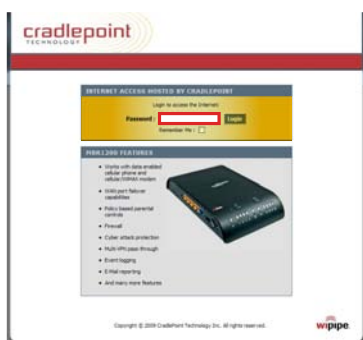 cradlepoint
TECHNOLOGY
INTERNET ACCESS HOSTED BY CRADLEPOINT
Login to access the Internet
Password :
Login
Remember Me :
MBR1200 FEATURES
• Works with data enabled
cellular phone and
cellular/WiMAX modem
• WAN port failover
capabilities
• Policy based parental
controls
• Firewall
• Cyber attack protection
• Multi-VPN pass through
• Event logging
• E-Mail reporting
• And many more features
Copyright © 2009 CradlePoint Technology, Inc. All rights reserved.
wipipe